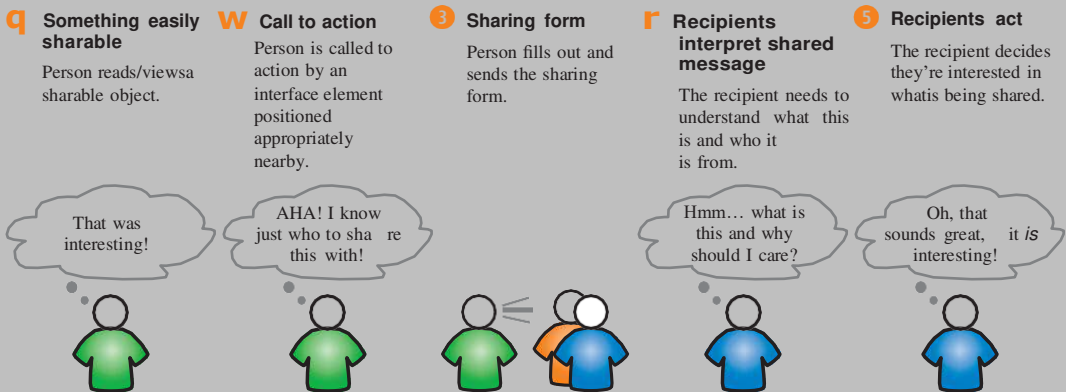 q Something easily
sharable
Person reads/viewsa
sharable object.
w Call to action
Person is called to
action by an
interface element
positioned
appropriately
nearby.
3 Sharing form
Person fills out and
sends the sharing
form.
r Recipients
interpret shared
message
The recipient needs to
understand what this
is and who it
is from.
5 Recipients act
The recipient decides
they're interested in
whatis being shared.
That was
interesting!
AHA! I know
just who to sha re
this with!
Hmm… what is
this and why
should I care?
Oh, that
sounds great, it is
interesting!